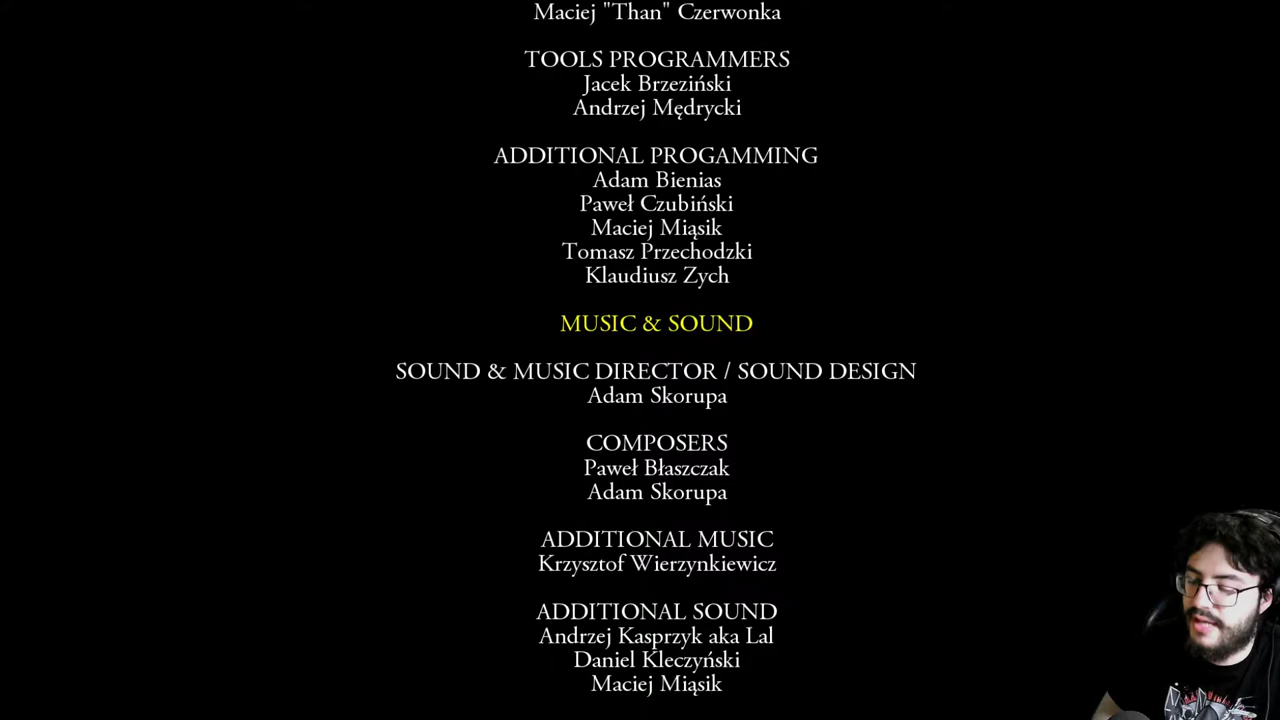 Maciej "Than" Czerwonka
TOOLS PROGRAMMERS
Jacek Brzeziński
Andrzej Mędrycki
ADDITIONAL PROGAMMING
Adam Bienias
Paweł Czubiński
Maciej Miąsik
Tomasz Przechodzki
Klaudiusz Zych
MUSIC & SOUND
SOUND & MUSIC DIRECTOR / SOUND DESIGN
Adam Skorupa
COMPOSERS
Paweł Błaszczak
Adam Skorupa
ADDITIONAL MUSIC
Krzysztof Wierzynkiewicz
ADDITIONAL SOUND
Andrzej Kasprzyk aka Lal
Daniel Kleczyński
Maciej Miąsik